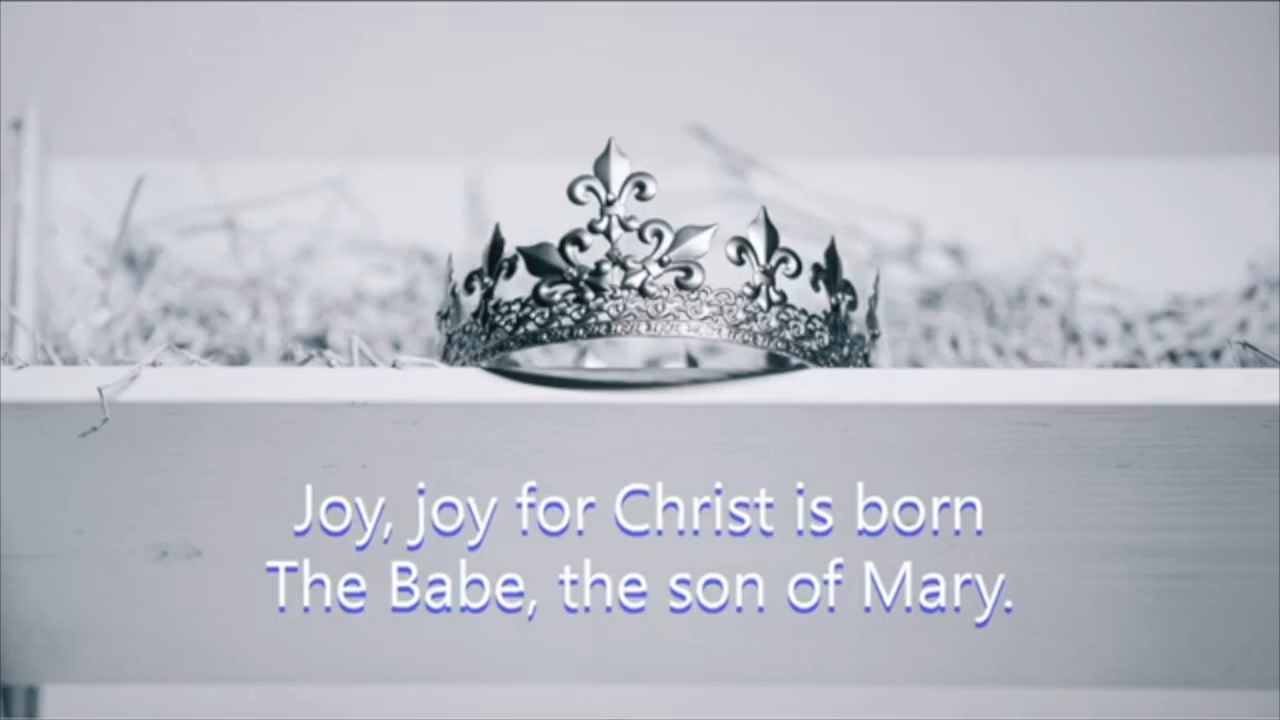 Joy, joy for Christ is born
The Babe, the son of Mary.